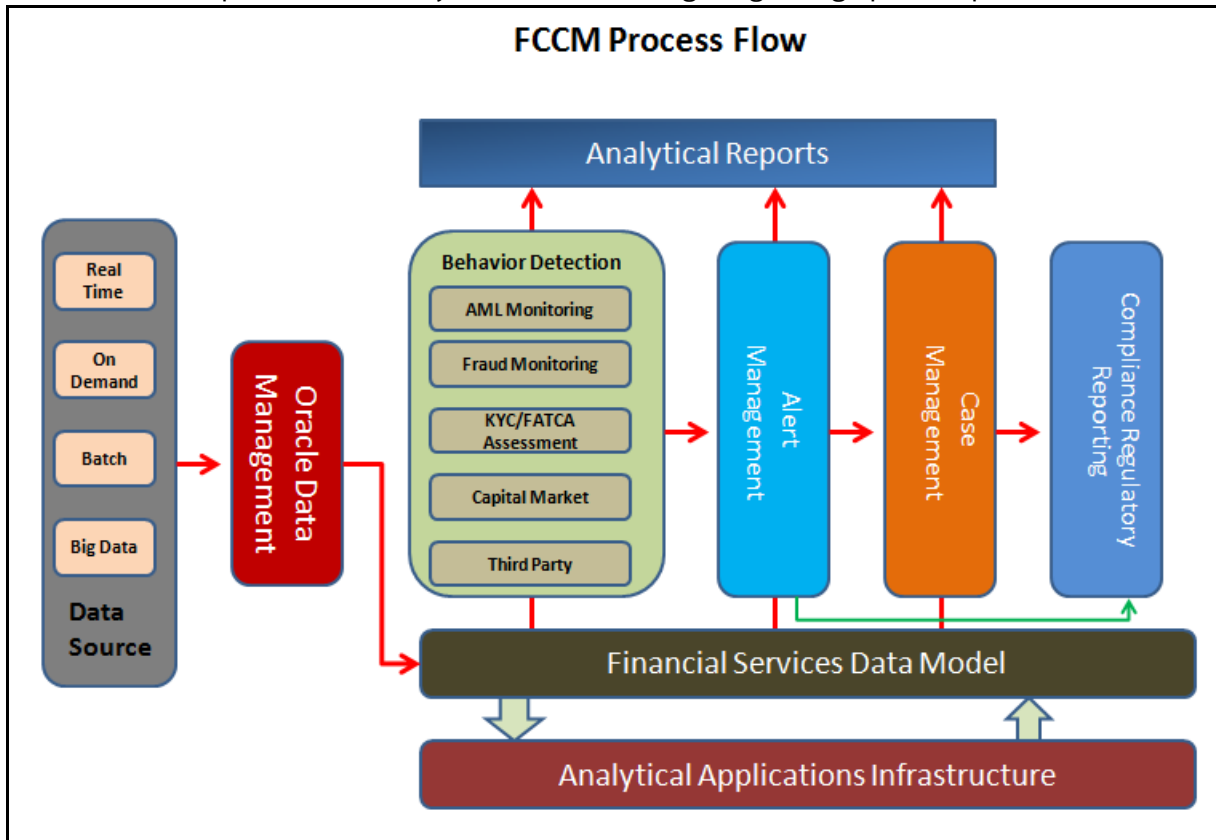 FCCM Process Flow
Analytical Reports
Real
Time
On
Demand
Batch
Big Data
Data
Source
Oracle Data
Management
Behavior Detection
AML Monitoring
Fraud Monitoring
KYC/FATCA
Assessment
Capital Market
Third Party
Alert
Management
Case
Management
Compliance Regulatory
Reporting
Financial Services Data Model
Analytical Applications Infrastructure